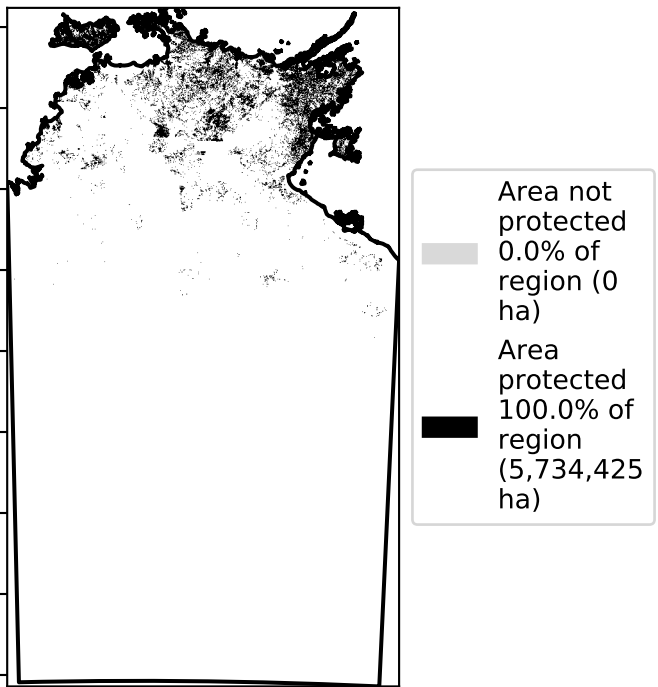 Area not
protected
0.0% of
region (0
ha)
Area
protected
100.0% of
region
(5,734,425
ha)